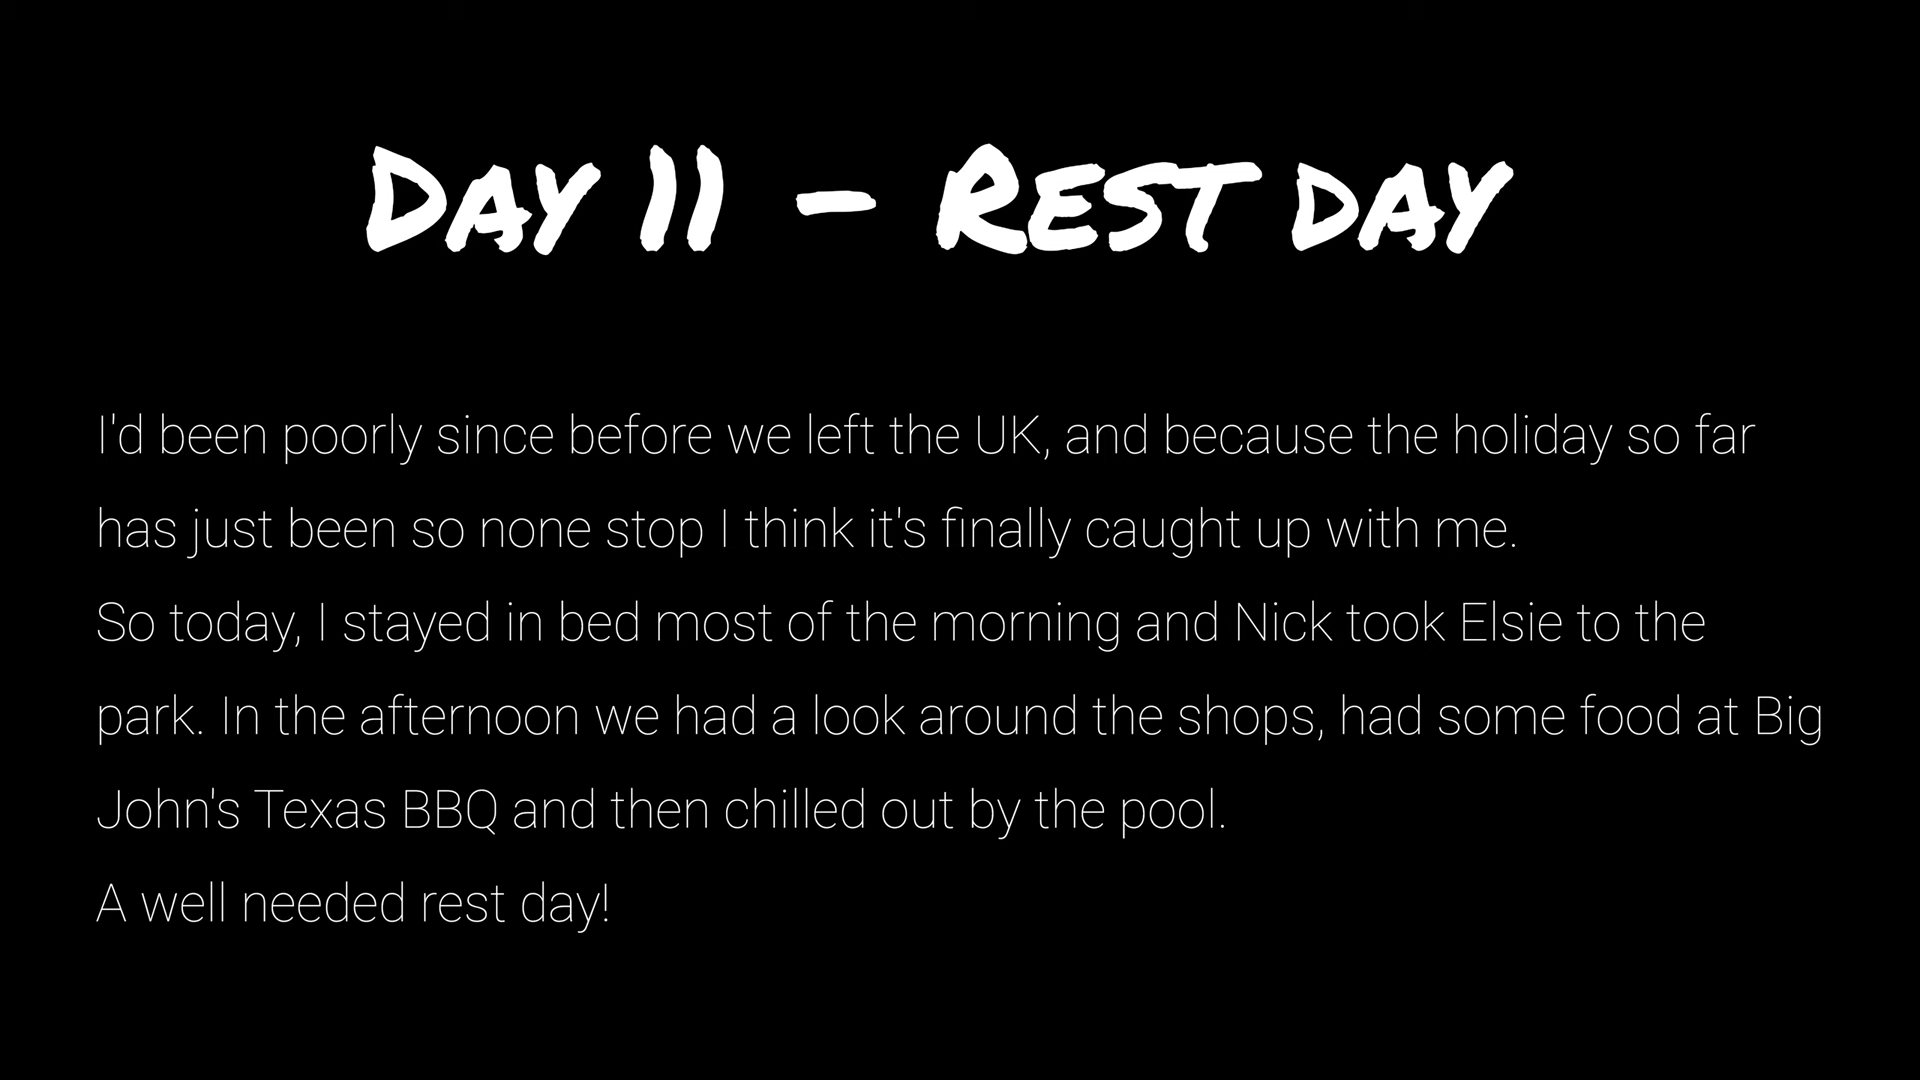 Day 11 - Rest day
I'd been poorly since before we left the UK, and because the holiday so far
has just been so none stop I think it's finally caught up with me.
So today, I stayed in bed most of the morning and Nick took Elsie to the
park. In the afternoon we had a look around the shops, had some food at Big
John's Texas BBQ and then chilled out by the pool.
A well needed rest day!